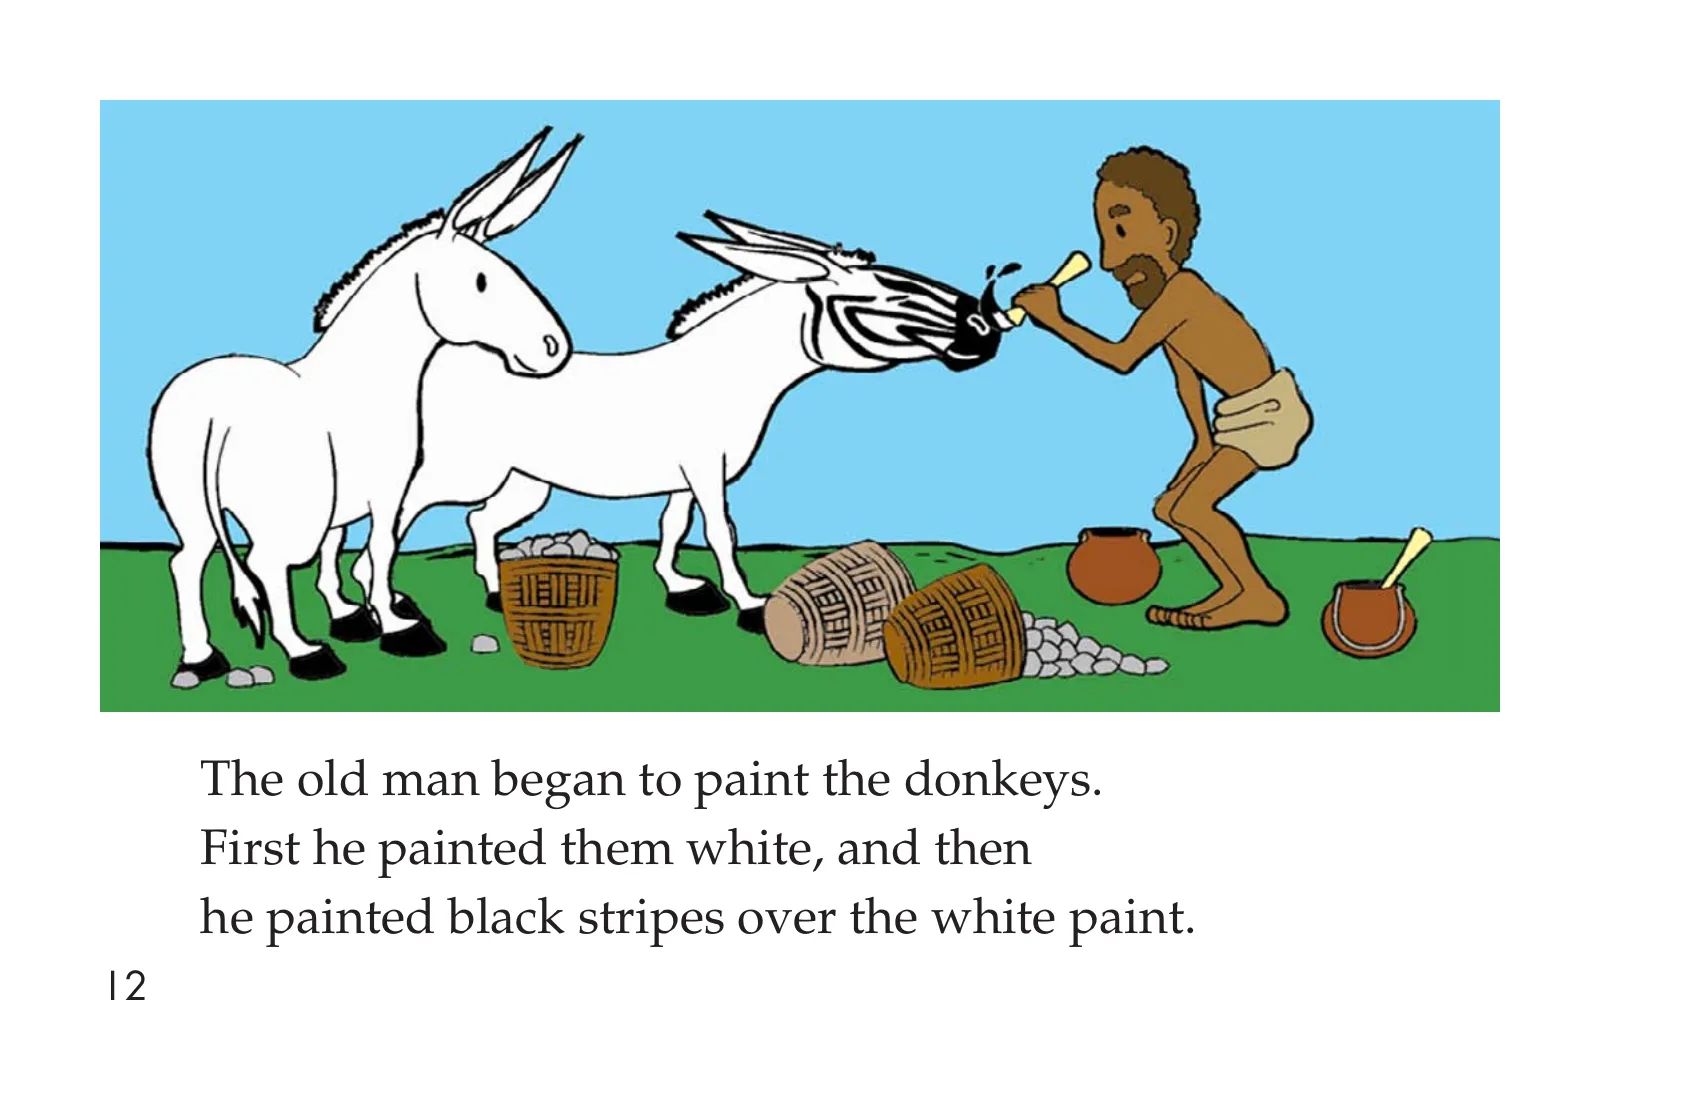 The old man began to paint the donkeys.
First he painted them white, and then
he painted black stripes over the white paint.
12